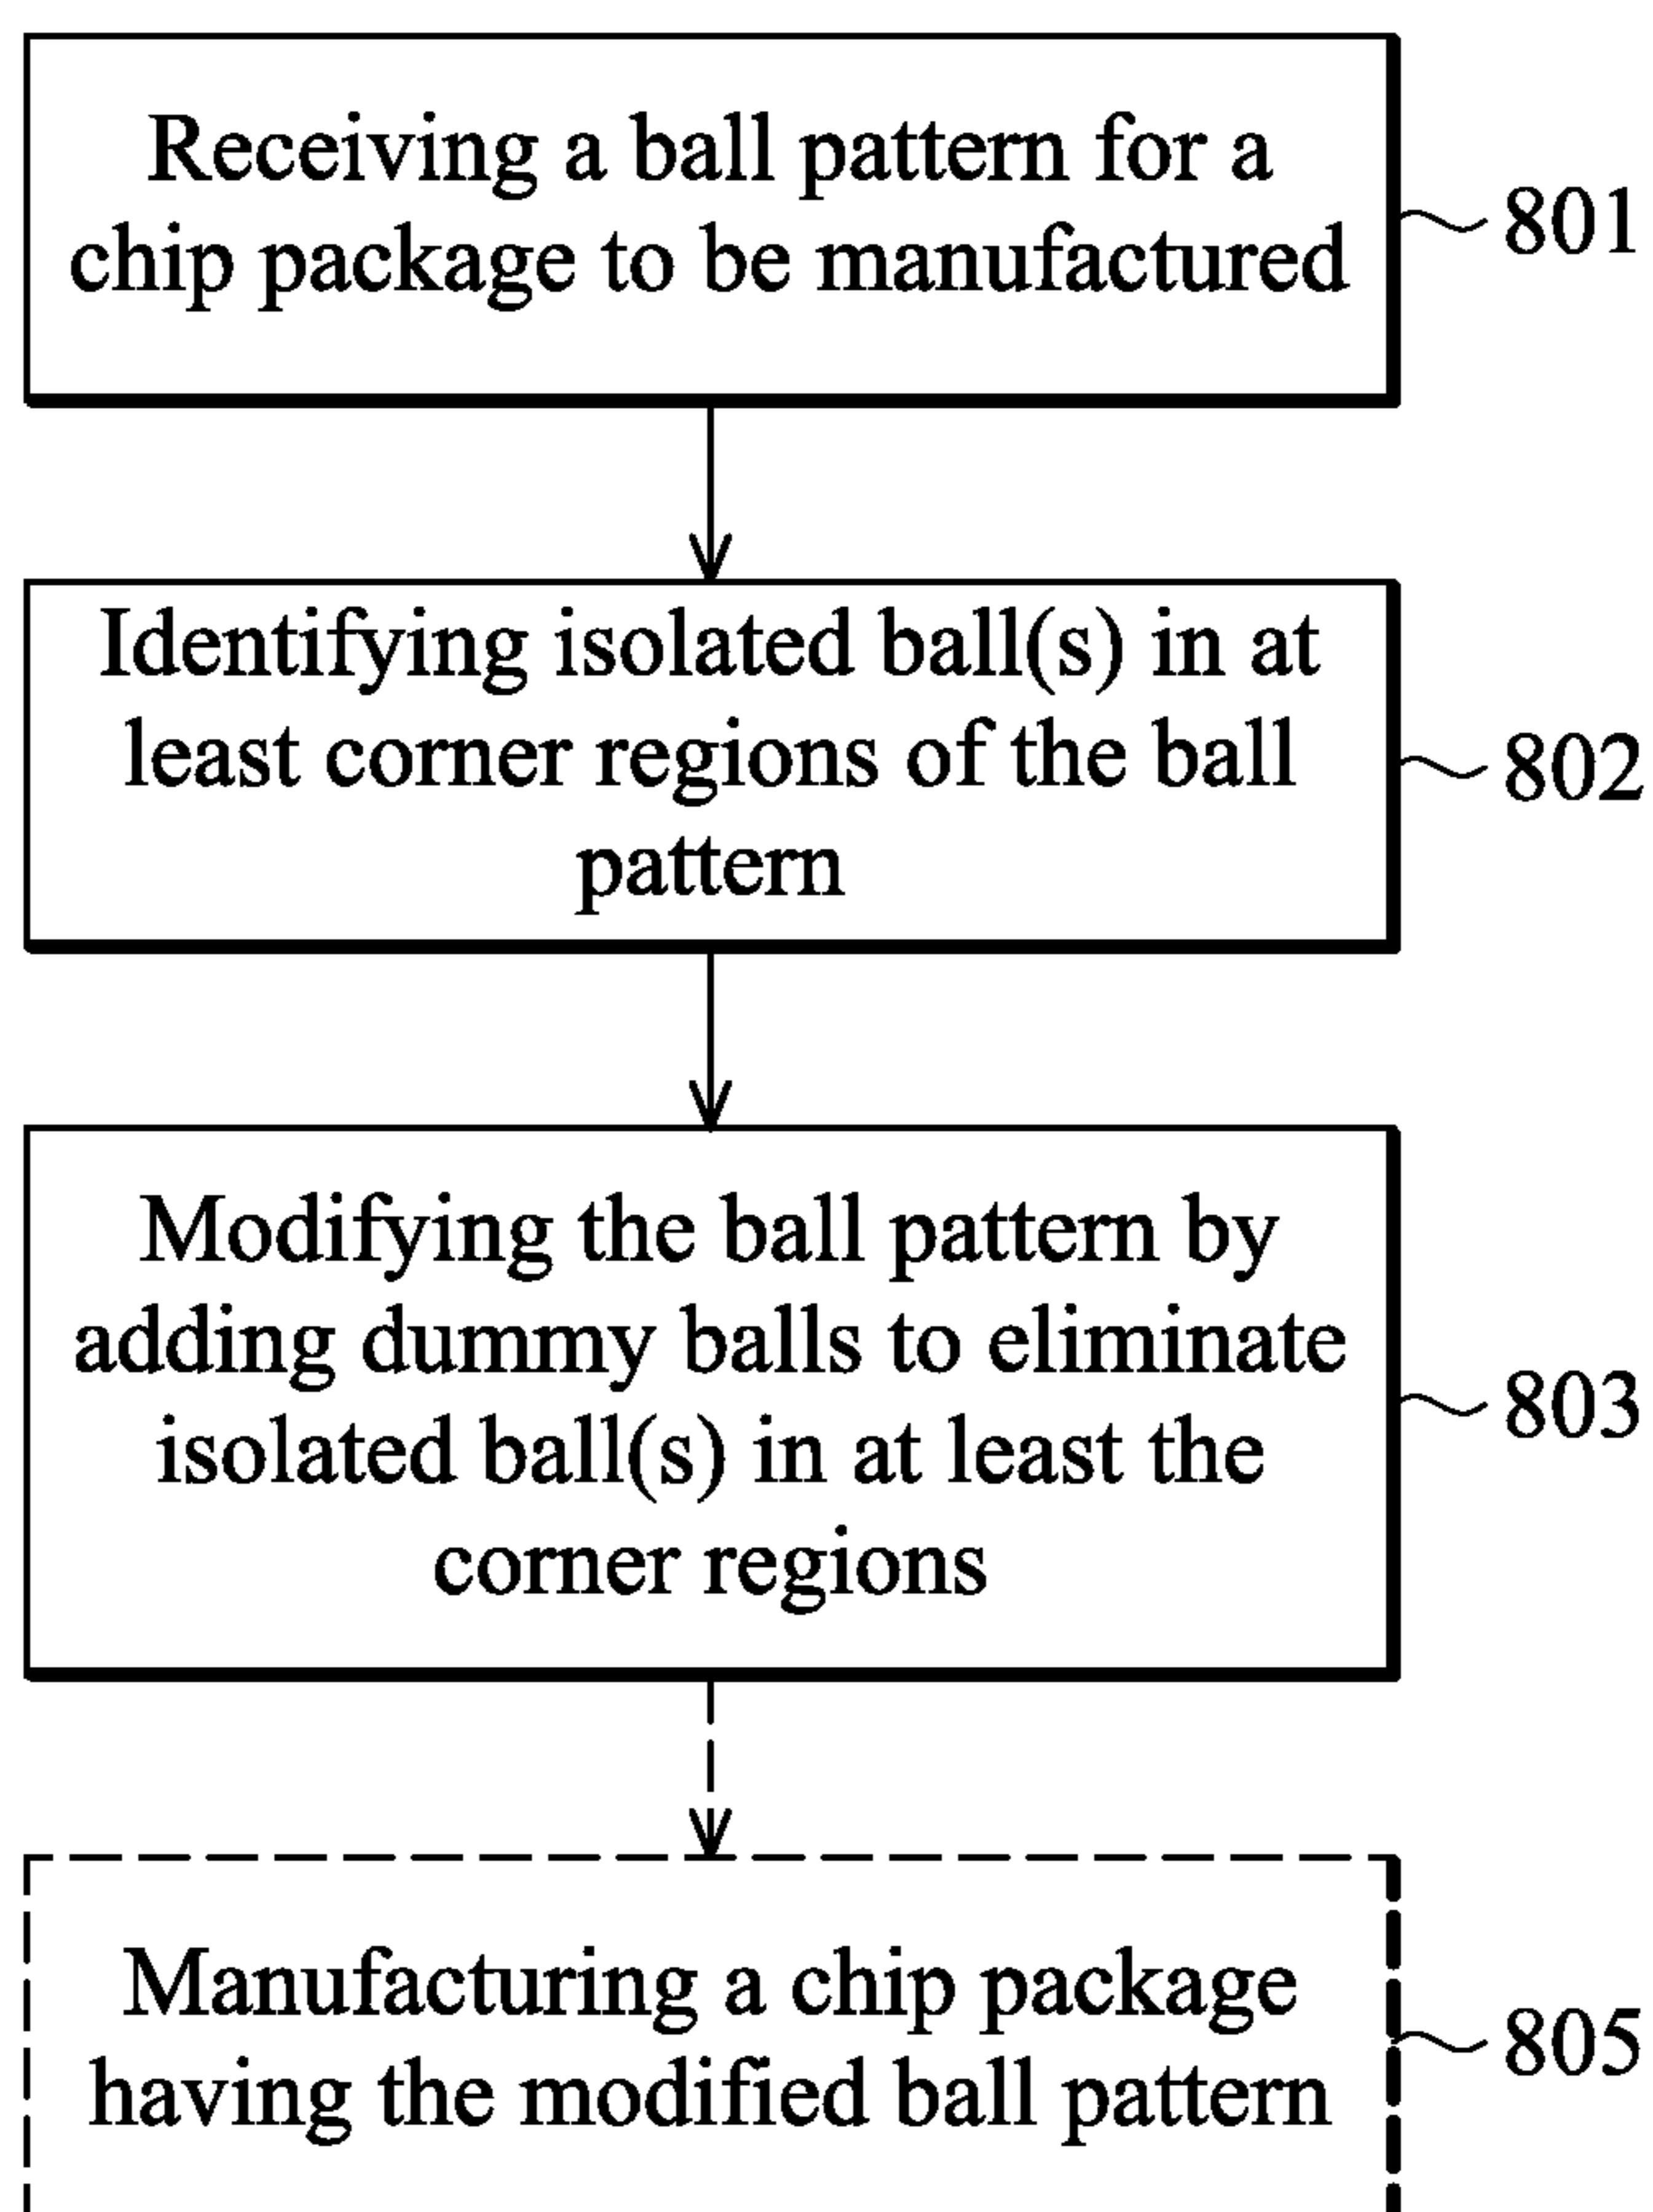 Receiving a ball pattern for a
chip package to be manufactured
801
Identifying isolated ball(s) in at
least corner regions of the ball
pattern
802
Modifying the ball pattern by
adding dummy balls to eliminate
isolated ball(s) in at least the
corner regions
803
Manufacturing a chip package
having the modified ball pattern
805